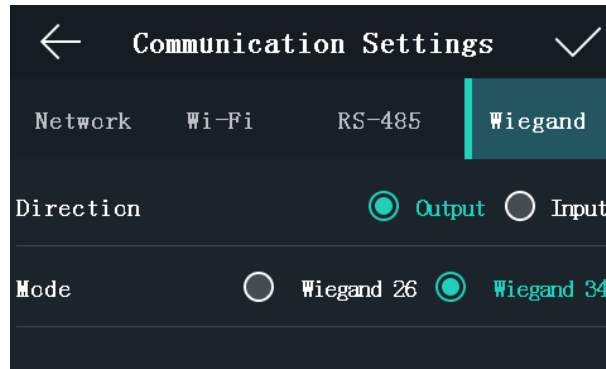 Communication Settings
Network Wi-Fi RS-485 Wiegand
Direction Output Input
Mode Wiegand 26 Wiegand 34